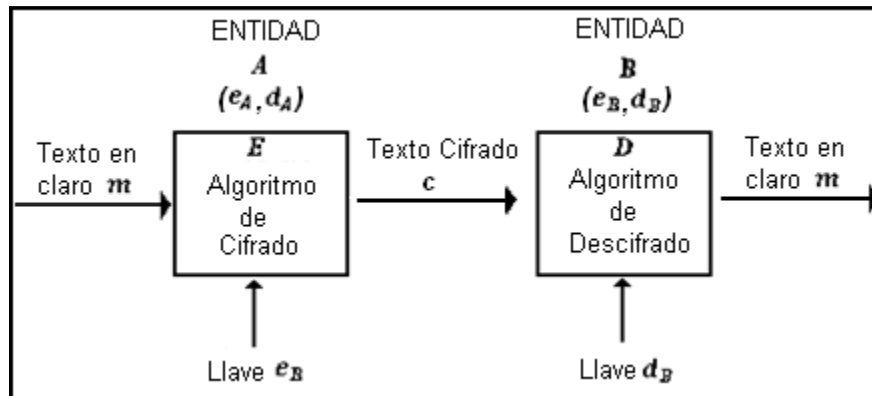 ENTIDAD
A
(e_A, d_A)
ENTIDAD
B
(e_B, d_B)
Texto en
claro m
E
Algoritmo
de
Cifrado
Texto Cifrado
c
D
Algoritmo
de
Descifrado
Texto en
claro m
Llave e_B
Llave d_B